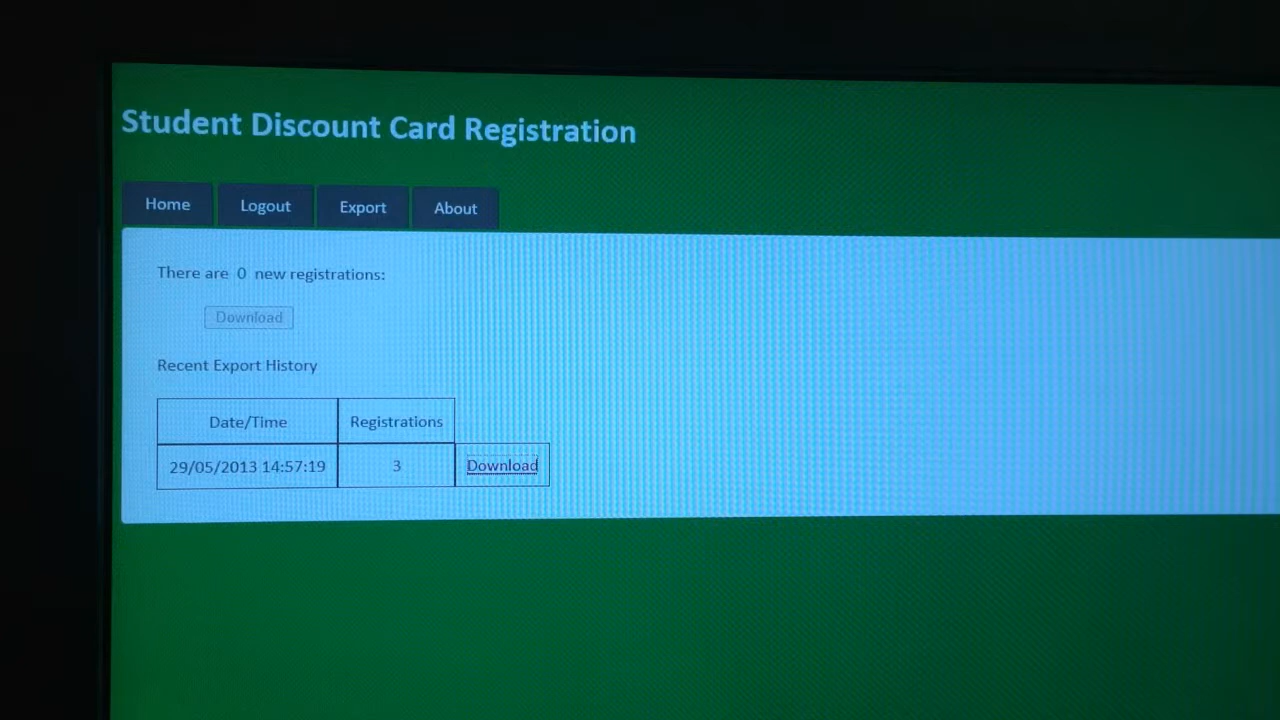 Student Discount Card Registration
Home Logout Export About
There are 0 new registrations:
Download
Recent Export History
Date/Time Registrations
29/05/2013 14:57:19 3 Download